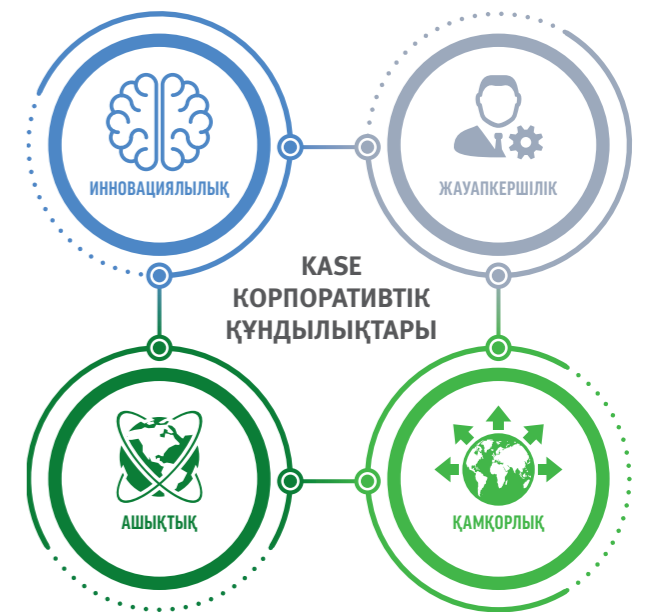 ИННОВАЦИЯЛЫЛЫҚ
ЖАУАПКЕРШІЛІК
KASE
КОРПОРАТИВТІК
ҚҰНДЫЛЫҚТАРЫ
АШЫҚТЫҚ
ҚАМҚОРЛЫҚ